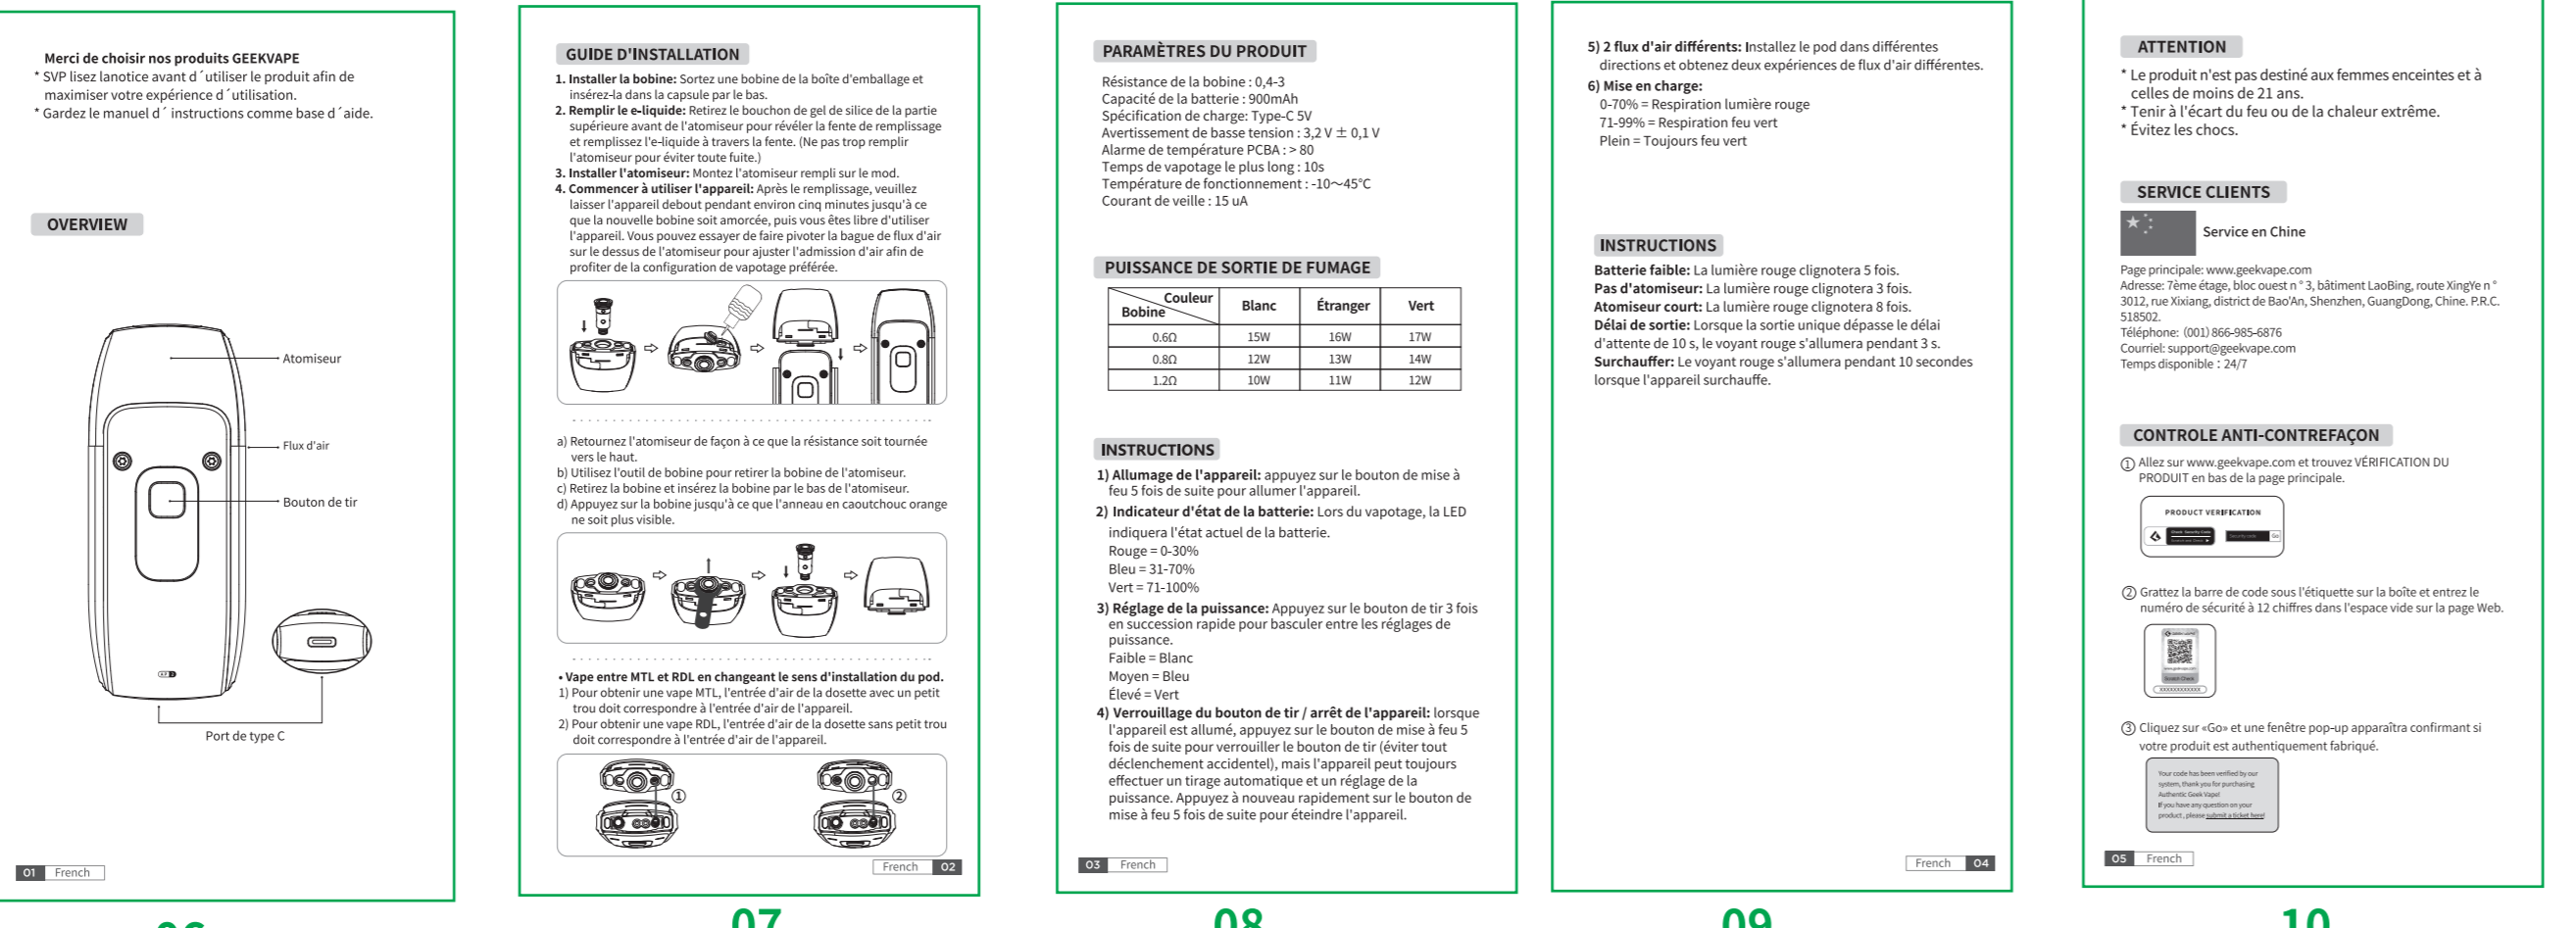 Merci de choisir nos produits GEEKVAPE
* SVP lisez lanotice avant d´utiliser le produit afin de
maximiser votre expérience d´utilisation.
* Gardez le manuel d´ instructions comme base d´aide.
OVERVIEW
Atomiseur
Flux d'air
Bouton de tir
Port de type C
01 French
GUIDE D'INSTALLATION
1. Installer la bobine: Sortez une bobine de la boîte d'emballage et
insérez-la dans la capsule par le bas.
2. Remplir le e-liquide: Retirez le bouchon de gel de silice de la partie
supérieure avant de l'atomiseur pour révéler la fente de remplissage
et remplissez l'e-liquide à travers la fente. (Ne pas trop remplir
l'atomiseur pour éviter toute fuite.)
3. Installer l'atomiseur: Montez l'atomiseur rempli sur le mod.
4. Commencer à utiliser l'appareil: Après le remplissage, veuillez
laisser l'appareil debout pendant environ cinq minutes jusqu'à ce
que la nouvelle bobine soit amorcée, puis vous êtes libre d'utiliser
l'appareil. Vous pouvez essayer de faire pivoter la bague de flux d'air
sur le dessus de l'atomiseur pour ajuster l'admission d'air afin de
profiter de la configuration de vapotage préférée.
a) Retournez l'atomiseur de façon à ce que la résistance soit tournée
vers le haut.
b) Utilisez l'outil de bobine pour retirer la bobine de l'atomiseur.
c) Retirez la bobine et insérez la bobine par le bas de l'atomiseur.
d) Appuyez sur la bobine jusqu'à ce que l'anneau en caoutchouc orange
ne soit plus visible.
• Vape entre MTL et RDL en changeant le sens d'installation du pod.
1) Pour obtenir une vape MTL, l'entrée d'air de la dosette avec un petit
trou doit correspondre à l'entrée d'air de l'appareil.
2) Pour obtenir une vape RDL, l'entrée d'air de la dosette sans petit trou
doit correspondre à l'entrée d'air de l'appareil.
① ②
French 02
07
PARAMÈTRES DU PRODUIT
Résistance de la bobine : 0,4-3
Capacité de la batterie : 900mAh
Spécification de charge: Type-C 5V
Avertissement de basse tension : 3,2 V ± 0,1 V
Alarme de température PCBA : > 80
Temps de vapotage le plus long : 10s
Température de fonctionnement : -10～45℃
Courant de veille : 15 uA
PUISSANCE DE SORTIE DE FUMAGE
Couleur
Bobine Blanc Étranger Vert
0.6Ω 15W 16W 17W
0.8Ω 12W 13W 14W
1.2Ω 10W 11W 12W
INSTRUCTIONS
1) Allumage de l'appareil: appuyez sur le bouton de mise à
feu 5 fois de suite pour allumer l'appareil.
2) Indicateur d'état de la batterie: Lors du vapotage, la LED
indiquera l'état actuel de la batterie.
Rouge = 0-30%
Bleu = 31-70%
Vert = 71-100%
3) Réglage de la puissance: Appuyez sur le bouton de tir 3 fois
en succession rapide pour basculer entre les réglages de
puissance.
Faible = Blanc
Moyen = Bleu
Élevé = Vert
4) Verrouillage du bouton de tir / arrêt de l'appareil: lorsque
l'appareil est allumé, appuyez sur le bouton de mise à feu 5
fois de suite pour verrouiller le bouton de tir (éviter tout
déclenchement accidentel), mais l'appareil peut toujours
effectuer un tirage automatique et un réglage de la
puissance. Appuyez à nouveau rapidement sur le bouton de
mise à feu 5 fois de suite pour éteindre l'appareil.
03 French
08
5) 2 flux d'air différents: Installez le pod dans différentes
directions et obtenez deux expériences de flux d'air différentes.
6) Mise en charge:
0-70% = Respiration lumière rouge
71-99% = Respiration feu vert
Plein = Toujours feu vert
INSTRUCTIONS
Batterie faible: La lumière rouge clignotera 5 fois.
Pas d'atomiseur: La lumière rouge clignotera 3 fois.
Atomiseur court: La lumière rouge clignotera 8 fois.
Délai de sortie: Lorsque la sortie unique dépasse le délai
d'attente de 10 s, le voyant rouge s'allumera pendant 3 s.
Surchauffer: Le voyant rouge s'allumera pendant 10 secondes
lorsque l'appareil surchauffe.
French 04
09
ATTENTION
* Le produit n'est pas destiné aux femmes enceintes et à
celles de moins de 21 ans.
* Tenir à l'écart du feu ou de la chaleur extrême.
* Évitez les chocs.
SERVICE CLIENTS
Service en Chine
Page principale: www.geekvape.com
Adresse: 7ème étage, bloc ouest n ° 3, bâtiment LaoBing, route XingYe n °
3012, rue Xixiang, district de Bao'An, Shenzhen, GuangDong, Chine. P.R.C.
518502.
Téléphone: (001) 866-985-6876
Courriel: support@geekvape.com
Temps disponible : 24/7
CONTROLE ANTI-CONTREFAÇON
① Allez sur www.geekvape.com et trouvez VÉRIFICATION DU
PRODUIT en bas de la page principale.
PRODUCT VERIFICATION
Security code Go
② Grattez la barre de code sous l'étiquette sur la boîte et entrez le
numéro de sécurité à 12 chiffres dans l'espace vide sur la page Web.
Scratch Check
XXXXXXXXXXXX
③ Cliquez sur «Go» et une fenêtre pop-up apparaîtra confirmant si
votre produit est authentiquement fabriqué.
Your code has been verified by our
system, thank you for purchasing
Authentic Geek Vape!
If you have any question on your
product , please submit a ticket here!
05 French
10